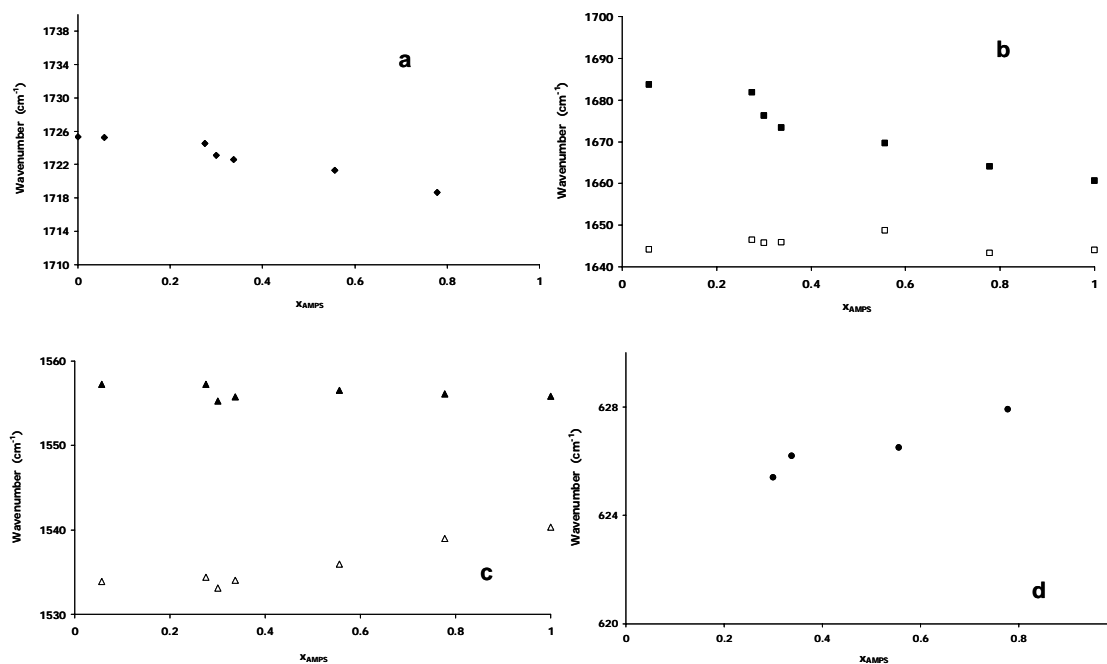 1738
1734
1730
1726
1722
1718
1714
1710
Wavenumber (cm⁻¹)
a
0 0.2 0.4 0.6 0.8 1
xAMPS
1700
1690
1680
1670
1660
1650
1640
Wavenumber (cm⁻¹)
b
0 0.2 0.4 0.6 0.8 1
xAMPS
1560
1550
1540
1530
Wavenumber (cm⁻¹)
c
0 0.2 0.4 0.6 0.8 1
xAMPS
628
624
620
Wavenumber (cm⁻¹)
d
0 0.2 0.4 0.6 0.8
xAMPS